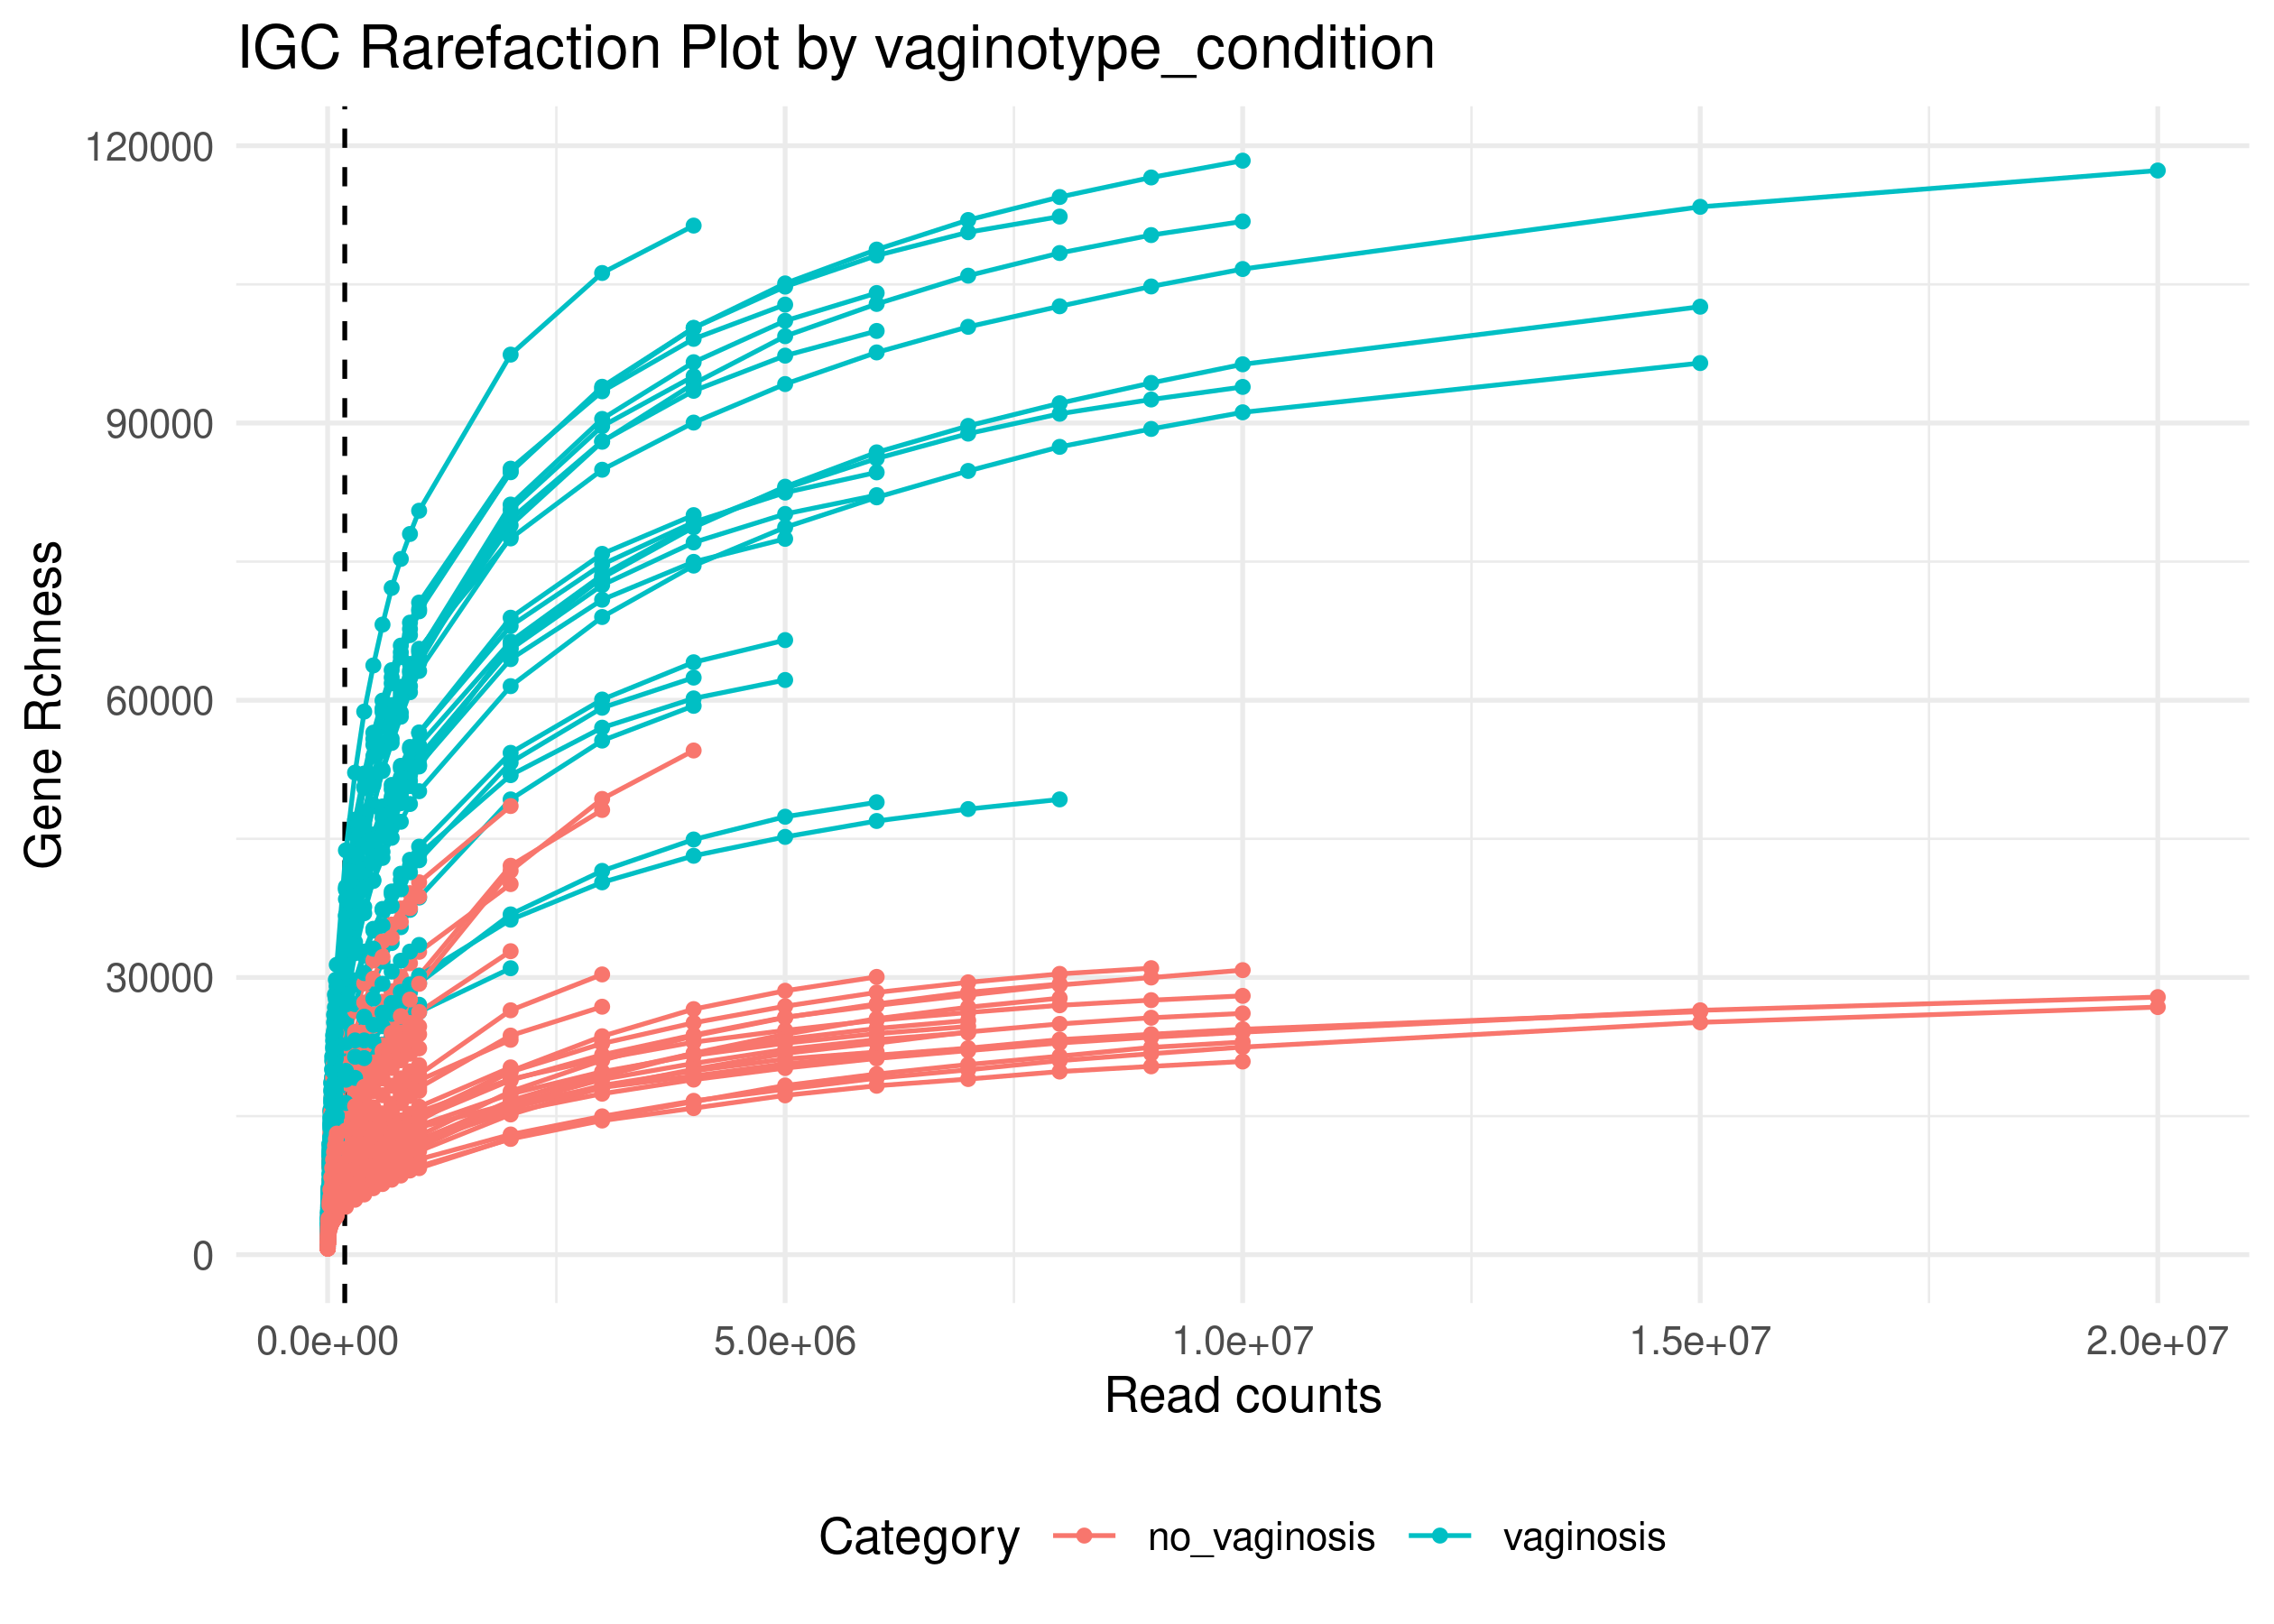 IGC Rarefaction Plot by vaginotype_condition
120000
90000
60000
30000
0
Gene Rchness
0.0e+00 5.0e+06 1.0e+07 1.5e+07 2.0e+07
Read counts
Category no_vaginosis vaginosis